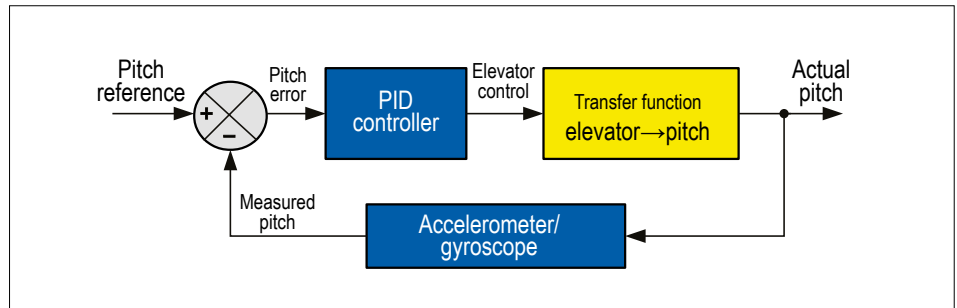 Pitch
reference
+
−
Pitch
error
PID
controller
Elevator
control
Transfer function
elevator→pitch
Actual
pitch
Measured
pitch
Accelerometer/
gyroscope